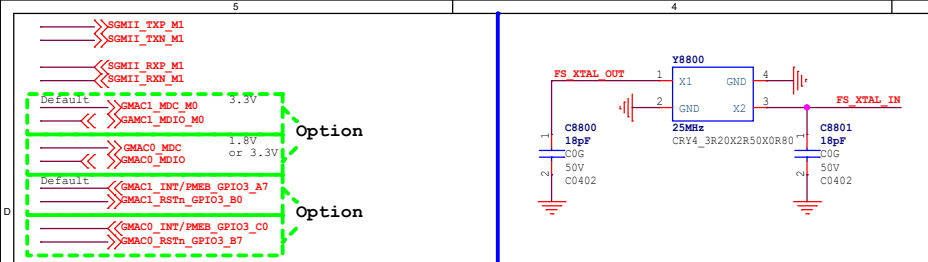 5
4
SGMII_TXP_M1
SGMII_TXN_M1
SGMII_RXP_M1
SGMII_RXN_M1
Default
3.3V
GMAC1_MDC_M0
GAMC1_MDIO_M0
Option
GMAC0_MDC
1.8V
or 3.3V
GMAC0_MDIO
Default
GMAC1_INT/PMEB_GPIO3_A7
GMAC1_RSTn_GPIO3_B0
D
Option
GMAC0_INT/PMEB_GPIO3_C0
GMAC0_RSTn_GPIO3_B7
Y8800
FS_XTAL_OUT
1
X1
GND
4
2
GND
X2
3
FS_XTAL_IN
25MHz
CRY4_3R20X2R50X0R80
1
C8800
18pF
C0G
50V
C0402
2
1
C8801
18pF
C0G
50V
C0402
2